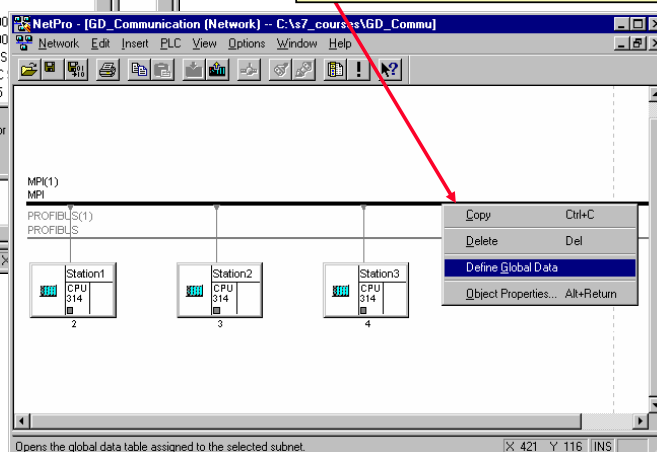 NetPro - [GD_Communication (Network) -- C:\s7_courses\GD_Commu]
Network Edit Insert PLC View Options Window Help
MPI(1)
MPI
PROFIBUS(1)
PROFIBUS
Copy Ctrl+C
Delete Del
Define Global Data
Object Properties... Alt+Return
Station1
CPU
314
2
Station2
CPU
314
3
Station3
CPU
314
4
Opens the global data table assigned to the selected subnet.
X 421 Y 116 INS